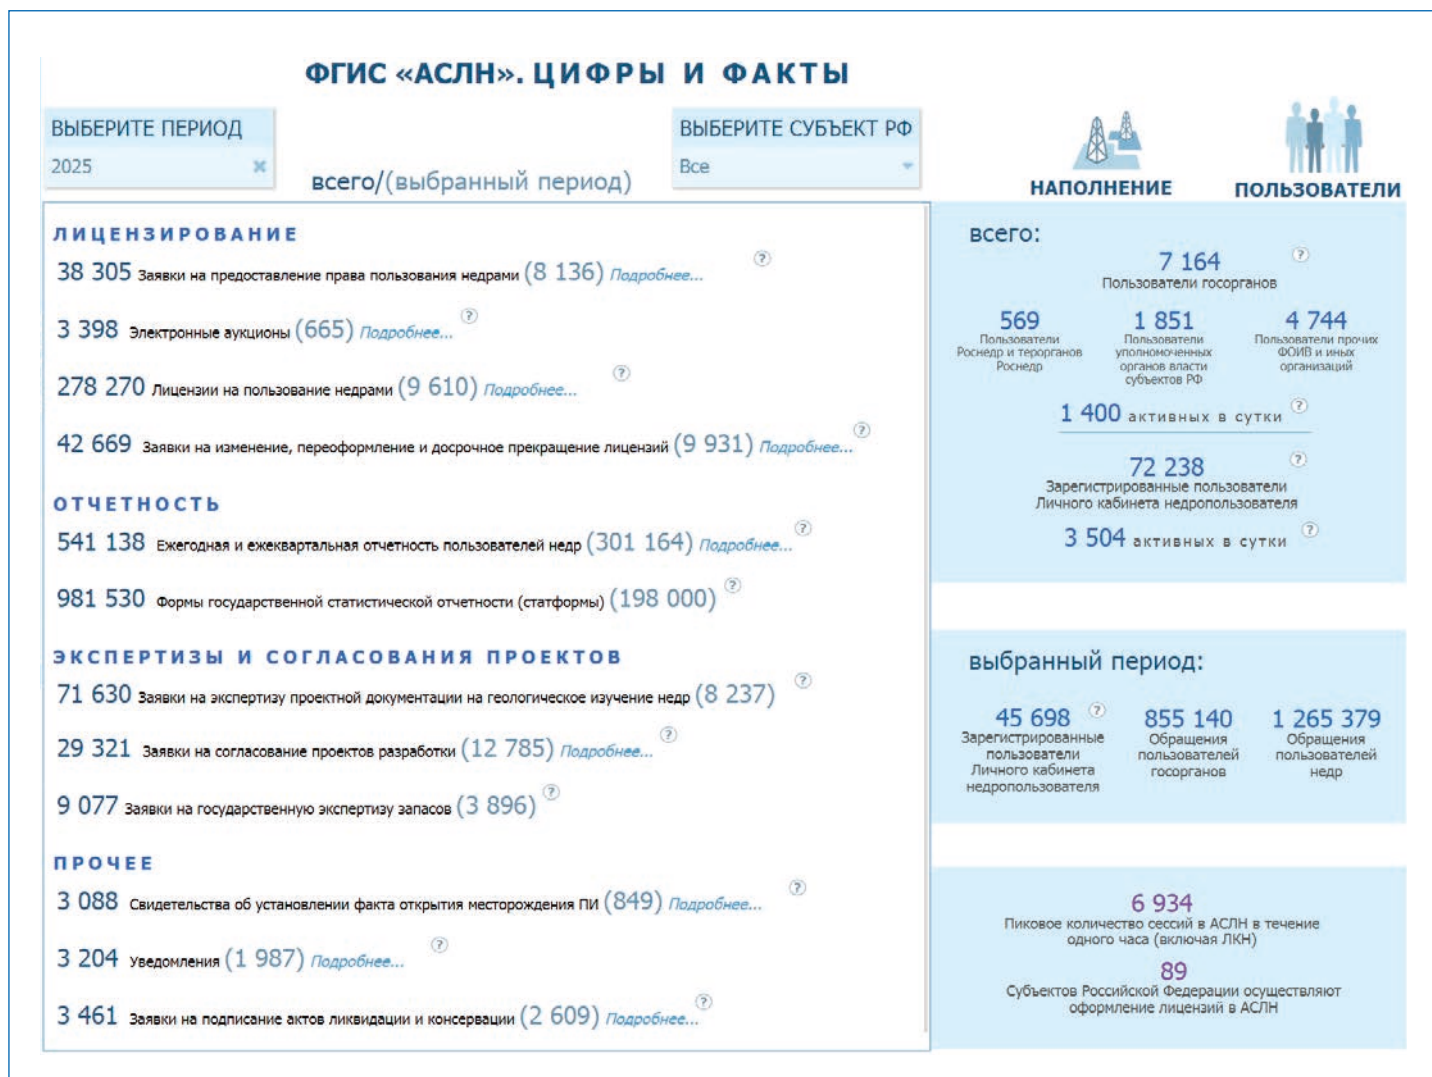 ФГИС «АСЛН». ЦИФРЫ И ФАКТЫ
ВЫБЕРИТЕ ПЕРИОД
2025
всего/(выбранный период)
ВЫБЕРИТЕ СУБЪЕКТ РФ
Все
НАПОЛНЕНИЕ
ПОЛЬЗОВАТЕЛИ
ЛИЦЕНЗИРОВАНИЕ
38 305 Заявки на предоставление права пользования недрами (8 136) Подробнее... ?
3 398 Электронные аукционы (665) Подробнее... ?
278 270 Лицензии на пользование недрами (9 610) Подробнее... ?
42 669 Заявки на изменение, переоформление и досрочное прекращение лицензий (9 931) Подробнее... ?
ОТЧЕТНОСТЬ
541 138 Ежегодная и ежеквартальная отчетность пользователей недр (301 164) Подробнее... ?
981 530 Формы государственной статистической отчетности (статформы) (198 000) ?
ЭКСПЕРТИЗЫ И СОГЛАСОВАНИЯ ПРОЕКТОВ
71 630 Заявки на экспертизу проектной документации на геологическое изучение недр (8 237) ?
29 321 Заявки на согласование проектов разработки (12 785) Подробнее... ?
9 077 Заявки на государственную экспертизу запасов (3 896) ?
ПРОЧЕЕ
3 088 Свидетельства об установлении факта открытия месторождения ПИ (849) Подробнее... ?
3 204 Уведомления (1 987) Подробнее... ?
3 461 Заявки на подписание актов ликвидации и консервации (2 609) Подробнее... ?
всего:
7 164 ?
Пользователи госорганов
569
Пользователи
Роснедр и терорганов
Роснедр
1 851
Пользователи
уполномоченных
органов власти
субъектов РФ
4 744
Пользователи прочих
ФОИВ и иных
организаций
1 400 активных в сутки ?
72 238 ?
Зарегистрированные пользователи
Личного кабинета недропользователя
3 504 активных в сутки ?
выбранный период:
45 698 ?
Зарегистрированные
пользователи
Личного кабинета
недропользователя
855 140
Обращения
пользователей
госорганов
1 265 379
Обращения
пользователей
недр
6 934
Пиковое количество сессий в АСЛН в течение
одного часа (включая ЛКН)
89
Субъектов Российской Федерации осуществляют
оформление лицензий в АСЛН